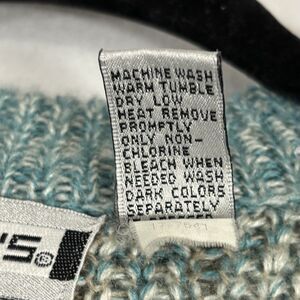 MACHINE WASH
WARM TUMBLE
DRY LOW
HEAT REMOVE
PROMPTLY
ONLY NON-
CHLORINE
BLEACH WHEN
NEEDED WASH
DARK COLORS
SEPARATELY
'S®